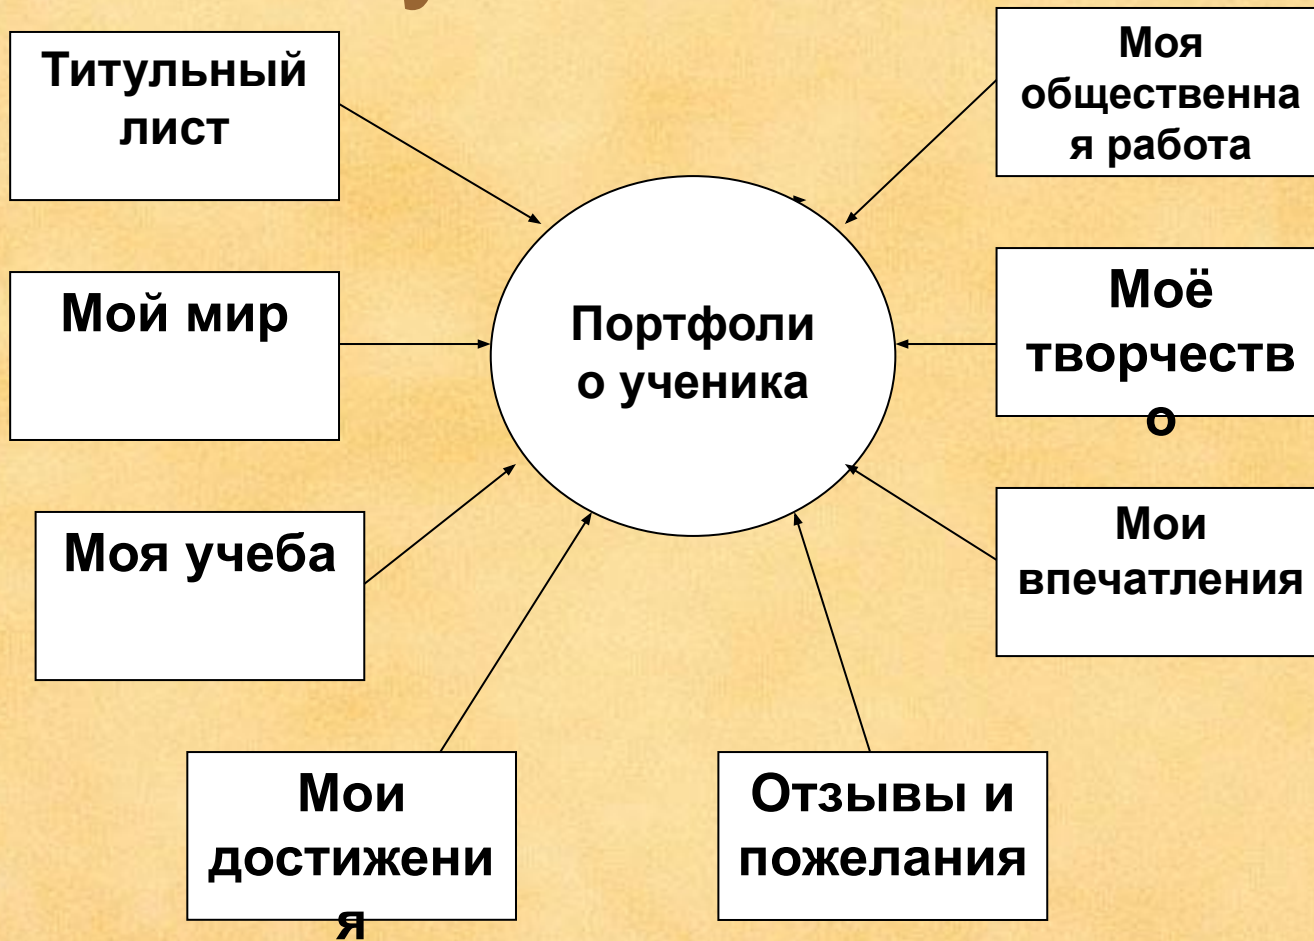 Титульный
лист
Мой мир
Моя учеба
Мои
достижени
я
Портфоли
о ученика
Отзывы и
пожелания
Моя
общественна
я работа
Моё
творчеств
о
Мои
впечатления